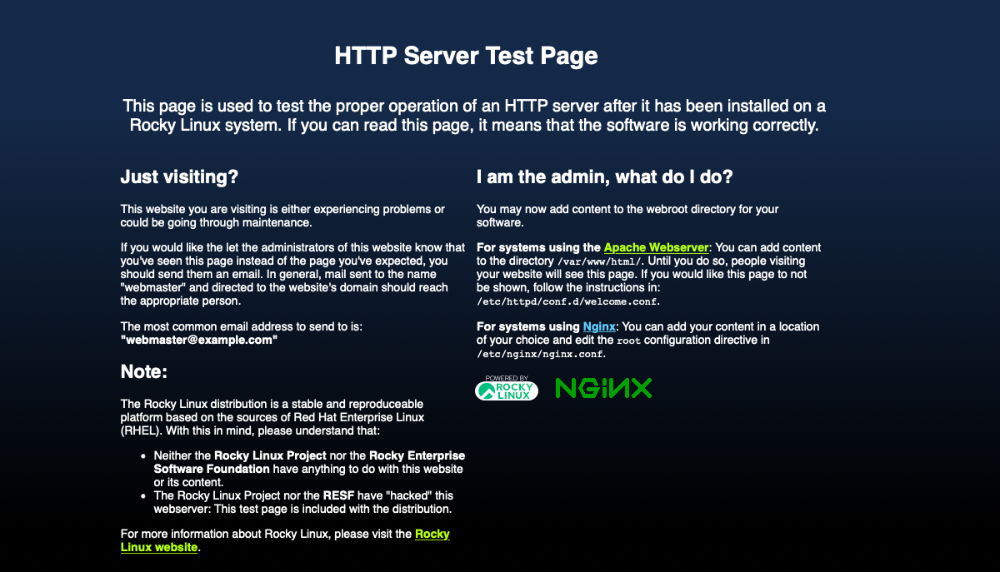 HTTP Server Test Page
This page is used to test the proper operation of an HTTP server after it has been installed on a
Rocky Linux system. If you can read this page, it means that the software is working correctly.
Just visiting?
This website you are visiting is either experiencing problems or
could be going through maintenance.
If you would like the let the administrators of this website know that
you've seen this page instead of the page you've expected, you
should send them an email. In general, mail sent to the name
"webmaster" and directed to the website's domain should reach
the appropriate person.
The most common email address to send to is:
"webmaster@example.com"
Note:
The Rocky Linux distribution is a stable and reproduceable
platform based on the sources of Red Hat Enterprise Linux
(RHEL). With this in mind, please understand that:
• Neither the Rocky Linux Project nor the Rocky Enterprise
Software Foundation have anything to do with this website
or its content.
• The Rocky Linux Project nor the RESF have "hacked" this
webserver: This test page is included with the distribution.
For more information about Rocky Linux, please visit the Rocky
Linux website.
I am the admin, what do I do?
You may now add content to the webroot directory for your
software.
For systems using the Apache Webserver: You can add content
to the directory /var/www/html/. Until you do so, people visiting
your website will see this page. If you would like this page to not
be shown, follow the instructions in:
/etc/httpd/conf.d/welcome.conf.
For systems using Nginx: You can add your content in a location
of your choice and edit the root configuration directive in
/etc/nginx/nginx.conf.
POWERED BY
ROCKY
LINUX
NGINX